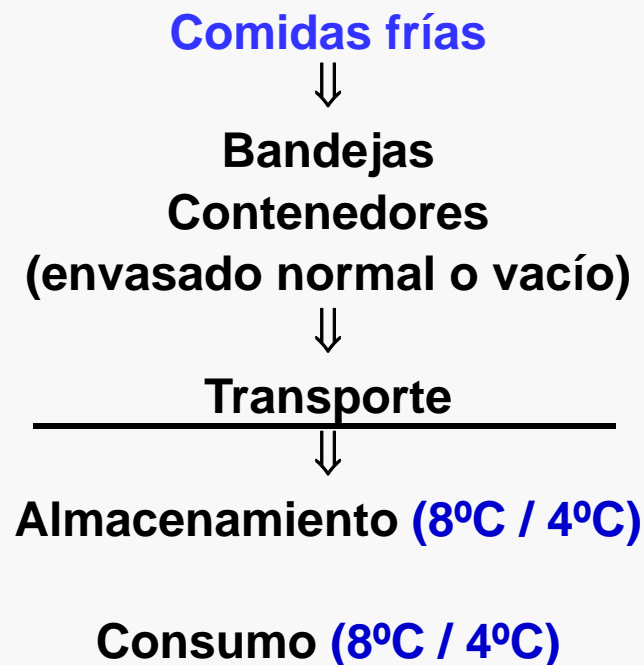 Comidas frías
⇓
Bandejas
Contenedores
(envasado normal o vacío)
⇓
Transporte
⇓
Almacenamiento (8ºC / 4ºC)
Consumo (8ºC / 4ºC)